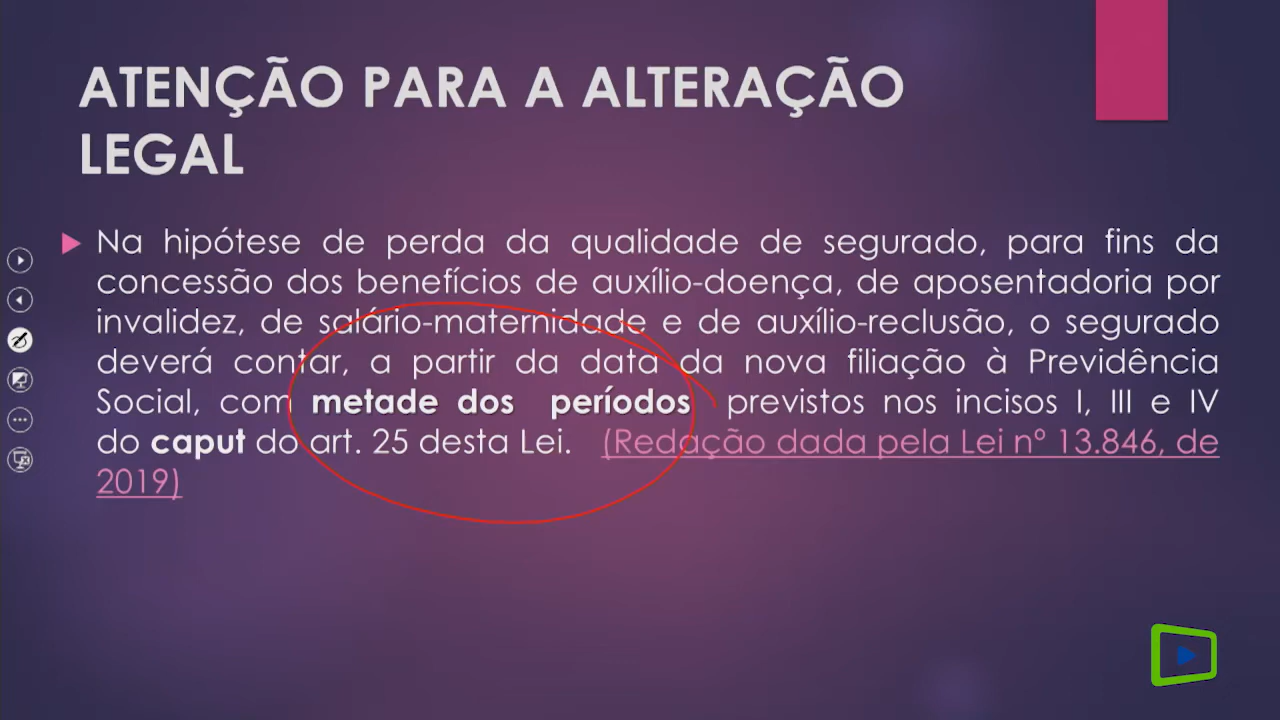 ATENÇÃO PARA A ALTERAÇÃO
LEGAL
Na hipótese de perda da qualidade de segurado, para fins da
concessão dos benefícios de auxílio-doença, de aposentadoria por
invalidez, de salário-maternidade e de auxílio-reclusão, o segurado
deverá contar, a partir da data da nova filiação à Previdência
Social, com metade dos períodos previstos nos incisos I, III e IV
do caput do art. 25 desta Lei. (Redação dada pela Lei nº 13.846, de
2019)